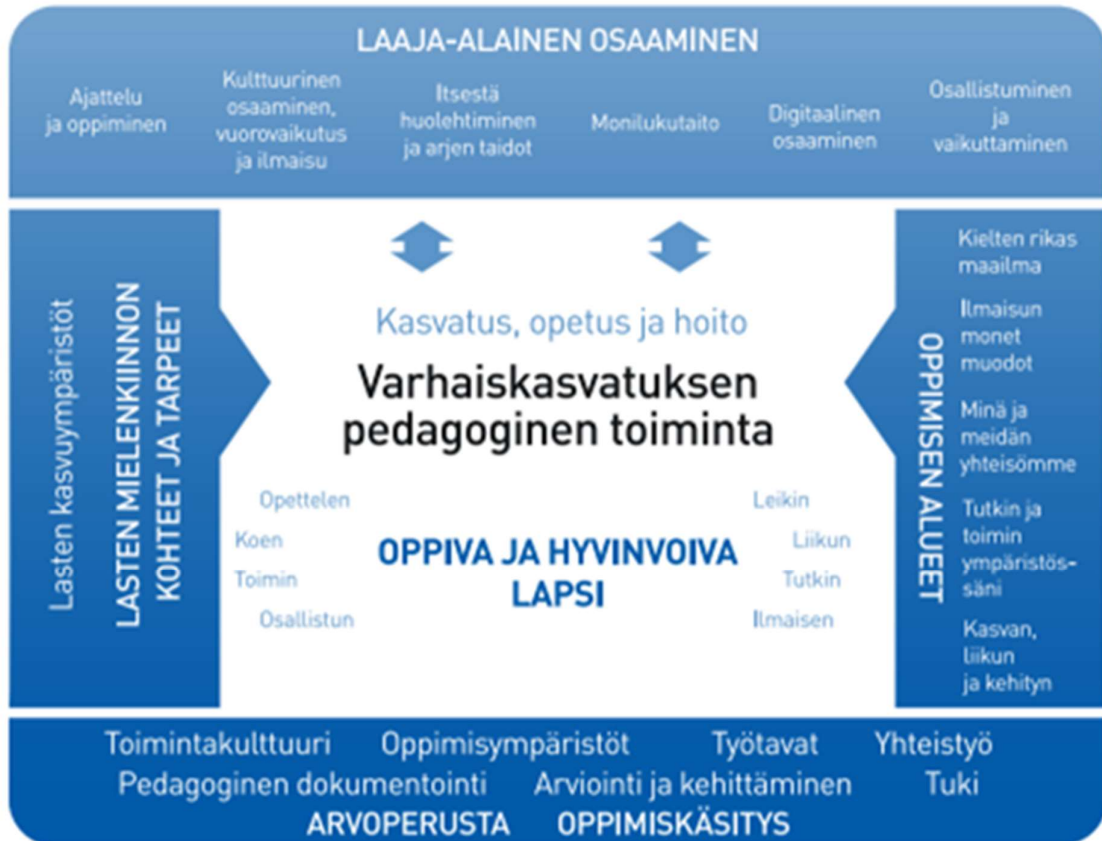 LAAJA-ALAINEN OSAAMINEN
Ajattelu
ja oppiminen
Kulttuurinen
osaaminen,
vuorovaikutus
ja ilmaisu
Itsestä
huolehtiminen
ja arjen taidot
Monilukutaito
Digitaalinen
osaaminen
Osallistuminen
ja
vaikuttaminen
Lasten kasvuympäristöt
LASTEN MIELENKIINNON
KOHTEET JA TARPEET
Kasvatus, opetus ja hoito
Varhaiskasvatuksen
pedagoginen toiminta
Opettelen
Koen
Toimin
Osallistun
OPPIVA JA HYVINVOIVA
LAPSI
Leikin
Liikun
Tutkin
Ilmaisen
OPPIMISEN ALUEET
Kielten rikas
maailma
Ilmaisun
monet
muodot
Minä ja
meidän
yhteisömme
Tutkin ja
toimin
ympäristös-
säni
Kasvan,
liikun
ja kehityn
Toimintakulttuuri Oppimisympäristöt Työtavat Yhteistyö
Pedagoginen dokumentointi Arviointi ja kehittäminen Tuki
ARVOPERUSTA OPPIMISKÄSITYS